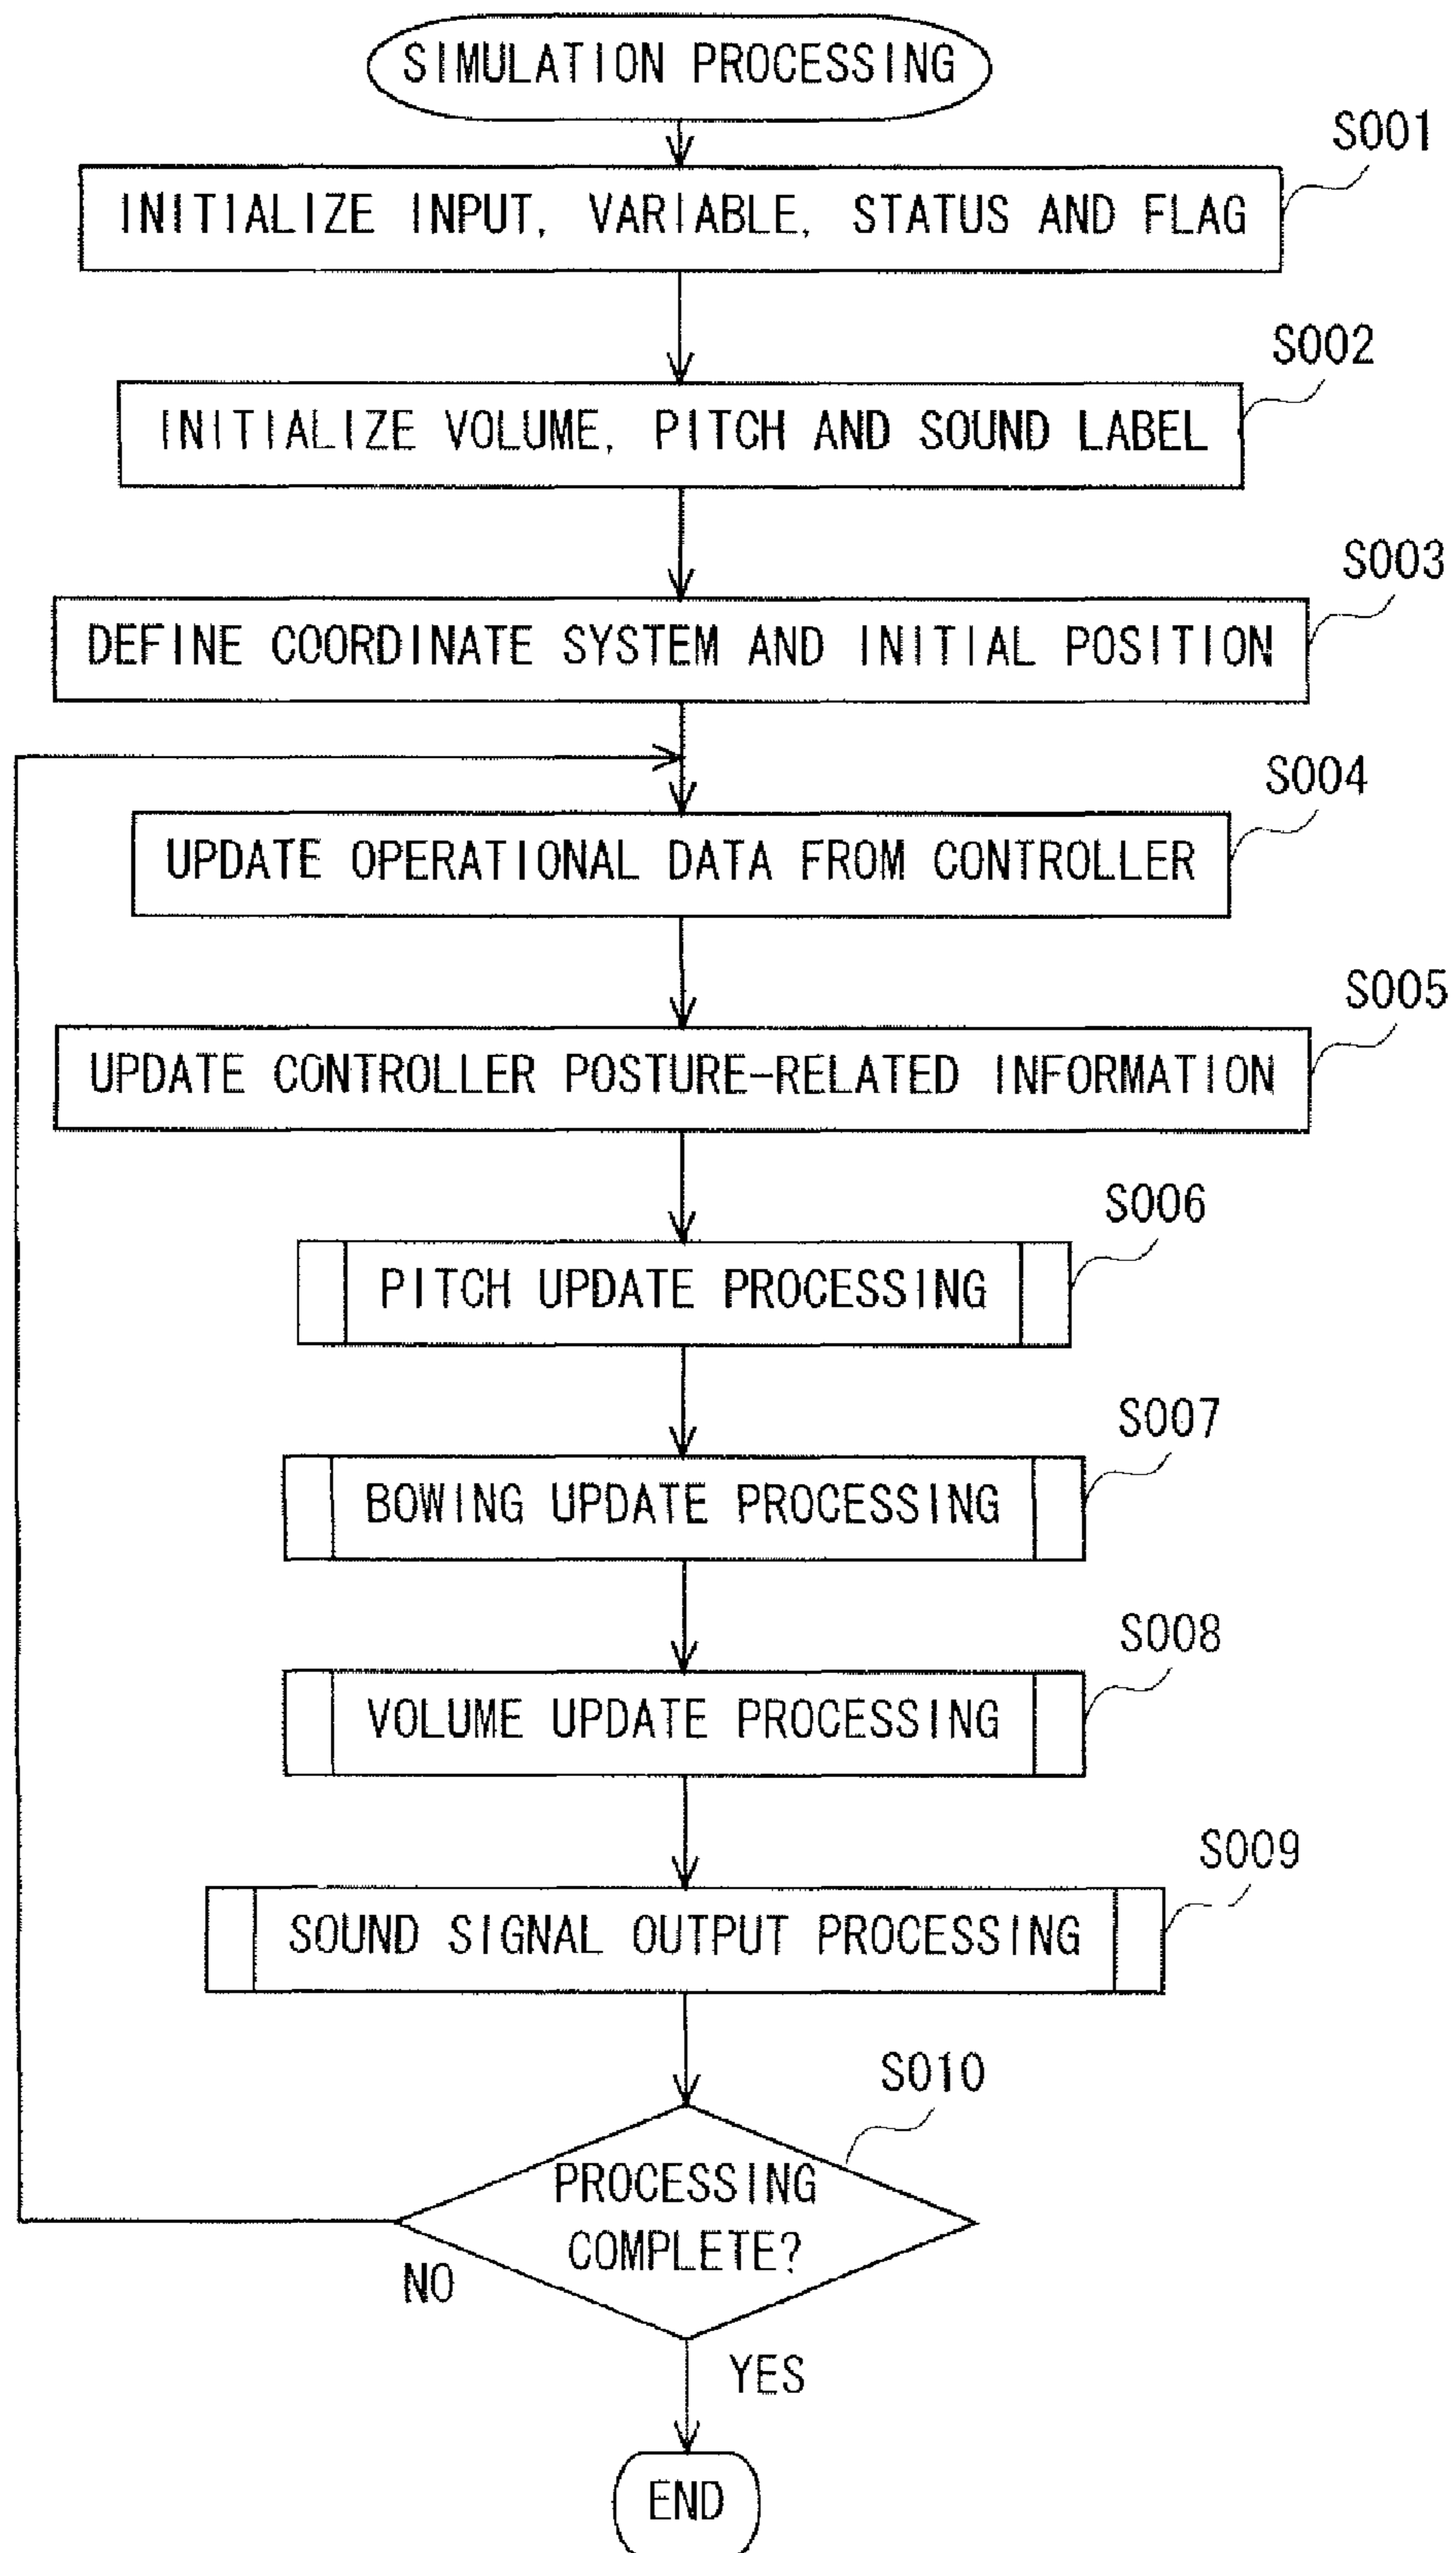 SIMULATION PROCESSING
S001
INITIALIZE INPUT, VARIABLE, STATUS AND FLAG
S002
INITIALIZE VOLUME, PITCH AND SOUND LABEL
S003
DEFINE COORDINATE SYSTEM AND INITIAL POSITION
S004
UPDATE OPERATIONAL DATA FROM CONTROLLER
S005
UPDATE CONTROLLER POSTURE-RELATED INFORMATION
S006
PITCH UPDATE PROCESSING
S007
BOWING UPDATE PROCESSING
S008
VOLUME UPDATE PROCESSING
S009
SOUND SIGNAL OUTPUT PROCESSING
S010
PROCESSING
COMPLETE?
NO
YES
END